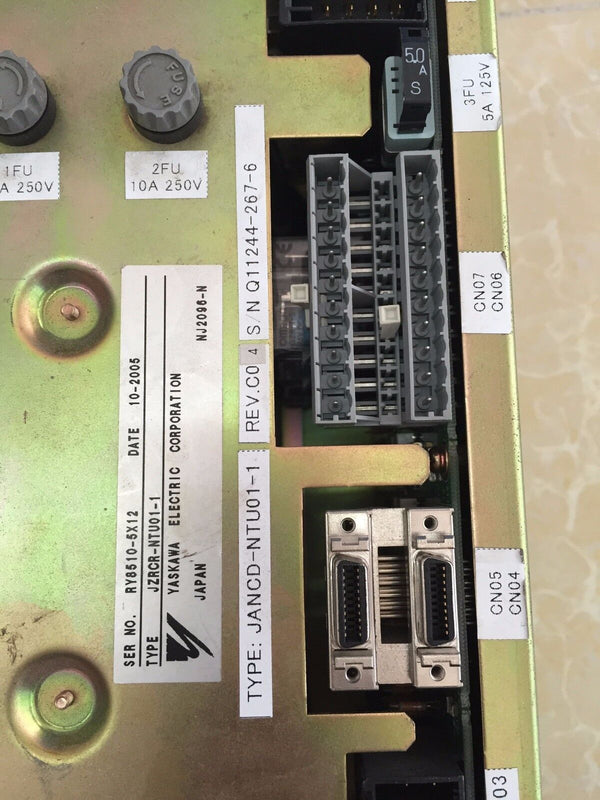 5.0
A
S
3FU
5A 125V
FUSE
1FU
A 250V
2FU
10A 250V
CN07
CN06
CN05
CN04
03
SER NO. RY8510-5X12 DATE 10-2005
TYPE JZRCR-NTU01-1
YASKAWA ELECTRIC CORPORATION
JAPAN NJ2096-N
TYPE: JANCD-NTU01-1 REV.C0 4 S/N Q11244-267-6